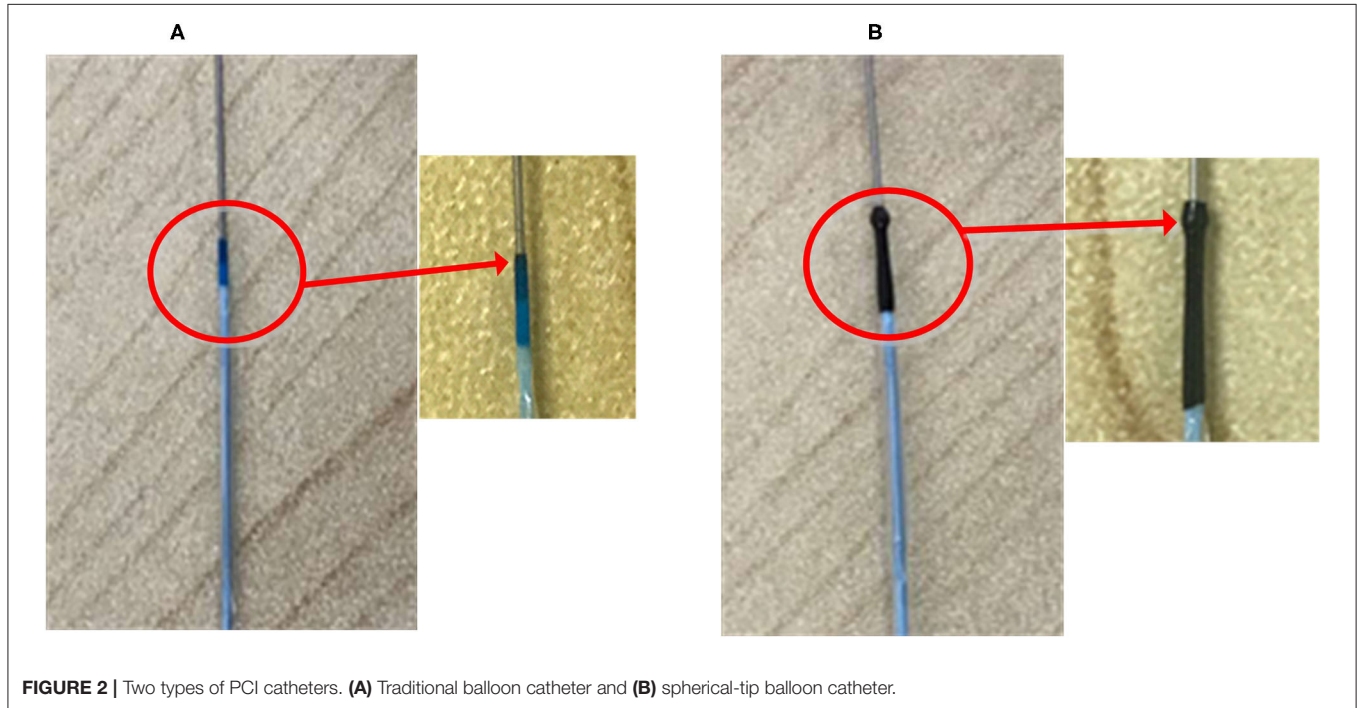 A
B
FIGURE 2 | Two types of PCI catheters. (A) Traditional balloon catheter and (B) spherical-tip balloon catheter.